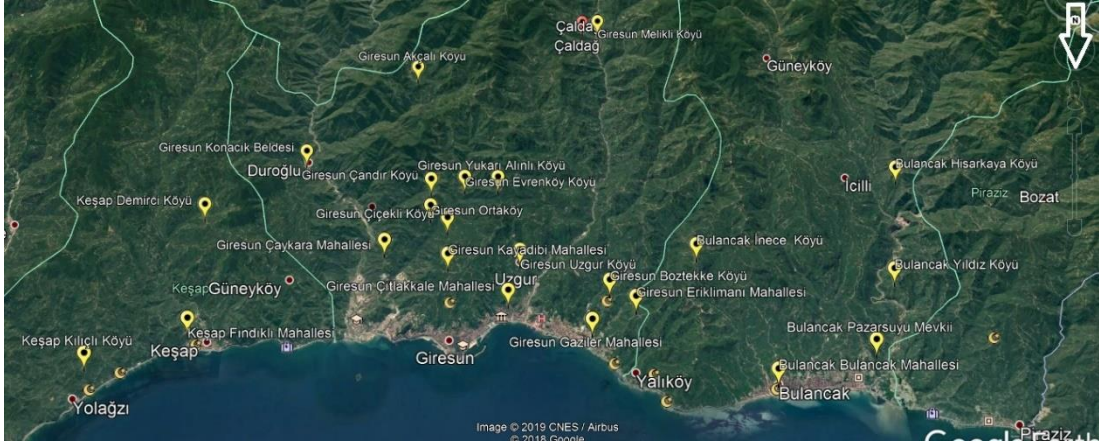 Çalda
Çaldağ
Giresun Melikli Köyü
N
Giresun Akçalı Köyü
Güneyköy
Giresun Konacık Beldesi
Duroğlu
Giresun Çandır Köyü
Giresun Yukarı Alınlı Köyü
Giresun Evrenköy Köyü
Bulancak Hisarkaya Köyü
İcilli
Piraziz
Bozat
Keşap Demirci Köyü
Giresun Çiçekli Köyü
Giresun Ortaköy
Giresun Çaykara Mahallesi
Giresun Kayadibi Mahallesi
Giresun Uzgur Köyü
Bulancak İnece Köyü
Bulancak Yıldız Köyü
Keşap
Güneyköy
Giresun Çıtlakkale Mahallesi
Uzgur
Giresun Boztekke Köyü
Giresun Eriklimanı Mahallesi
Keşap Fındıklı Mahallesi
Keşap Kılıçlı Köyü
Keşap
Giresun
Giresun Gaziler Mahallesi
Bulancak Pazarsuyu Mevkii
Bulancak Bulancak Mahallesi
Yolağzı
Yalıköy
Bulancak
Image © 2019 CNES / Airbus
© 2018 Google
Piraziz